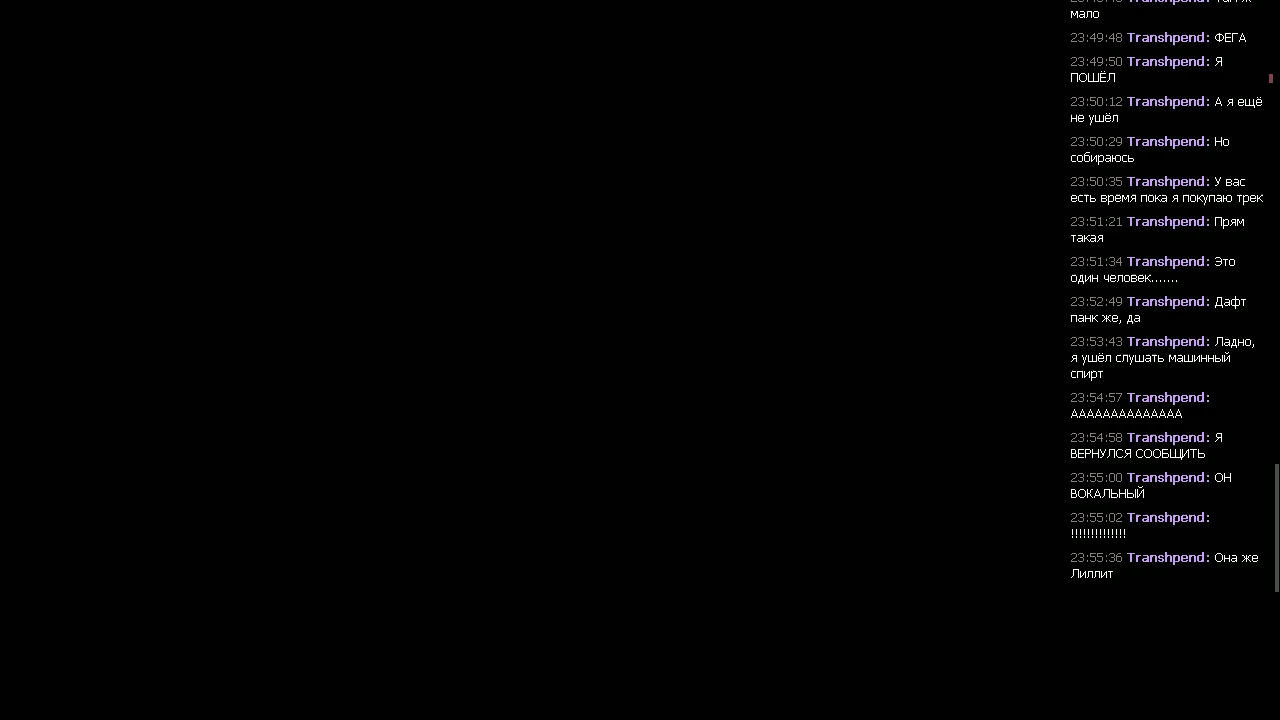 мало
23:49:48 Transhpend: ФЕГА
23:49:50 Transhpend: Я
ПОШЁЛ
23:50:12 Transhpend: А я ещё
не ушёл
23:50:29 Transhpend: Но
собираюсь
23:50:35 Transhpend: У вас
есть время пока я покупаю трек
23:51:21 Transhpend: Прям
такая
23:51:34 Transhpend: Это
один человек.......
23:52:49 Transhpend: Дафт
панк же, да
23:53:43 Transhpend: Ладно,
я ушёл слушать машинный
спирт
23:54:57 Transhpend:
АААААААААААААА
23:54:58 Transhpend: Я
ВЕРНУЛСЯ СООБЩИТЬ
23:55:00 Transhpend: ОН
ВОКАЛЬНЫЙ
23:55:02 Transhpend:
!!!!!!!!!!!!!!
23:55:36 Transhpend: Она же
Лиллит